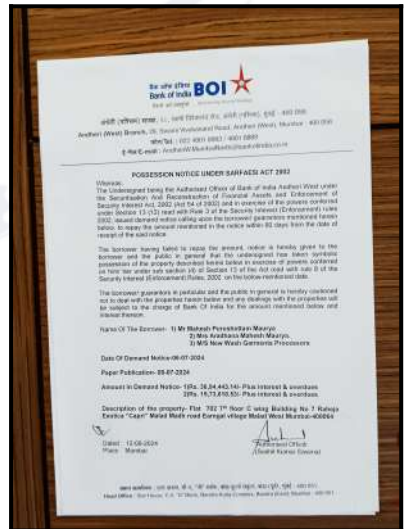 बैंक ऑफ इंडिया
Bank of India BOI
Andheri (West) Branch, 28, Swami Vivekanand Road, Andheri (West), Mumbai - 400 058
POSSESSION NOTICE UNDER SARFAESI ACT 2002
Whereas,
The Undersigned being the Authorised Officer of Bank of India Andheri West under
the Securitisation And Reconstruction of Financial Assets and Enforcement of
Security Interest Act, 2002 (Act 54 of 2002) and in exercise of the powers conferred
under Section 13 (12) read with Rule 3 of the Security Interest (Enforcement) rules
2002, issued demand notice calling upon the borrower/ guarantors mentioned herein
below, to repay the amount mentioned in the notice within 60 days from the date of
receipt of the said notice.
The borrower having failed to repay the amount, notice is hereby given to the
borrower and the public in general that the undersigned has taken symbolic
possession of the property described herein below in exercise of powers conferred
on him/ her under sub section (4) of Section 13 of the Act read with rule 8 of the
Security Interest (Enforcement) Rules, 2002 on the below mentioned date.
The borrower/ guarantors in particular and the public in general is hereby cautioned
not to deal with the properties herein below and any dealings with the properties will
be subject to the charge of Bank Of India for the amount mentioned below and
interest thereon.
Name Of The Borrower- 1) Mr Mahesh Purushottam Maurya
2) Mrs Aradhana Mahesh Maurya.
3) M/S New Wash Garments Processors
Date Of Demand Notice-06-07-2024
Paper Publication- 09-07-2024
Amount in Demand Notice- 1)Rs. 36,84,443.14/- Plus interest & overdues
2)Rs. 19,73,610.53/- Plus interest & overdues
Description of the property- Flat 702 7th floor C wing Building No 7 Raheja
Exotica "Capri" Malad Madh road Eamgal village Malad West Mumbai-400064
Dated :
Place: Mumbai
Authorised Officer